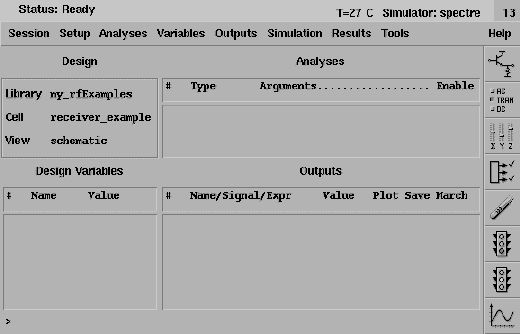 Status: Ready
T=27 C Simulator: spectre 13
Session Setup Analyses Variables Outputs Simulation Results Tools Help
Design
Analyses
# Type Arguments.................. Enable
Library my_rfExamples
Cell receiver_example
View schematic
AC
TRAN
DC
X Y Z
Design Variables
Outputs
# Name Value
# Name/Signal/Expr Value Plot Save March
>